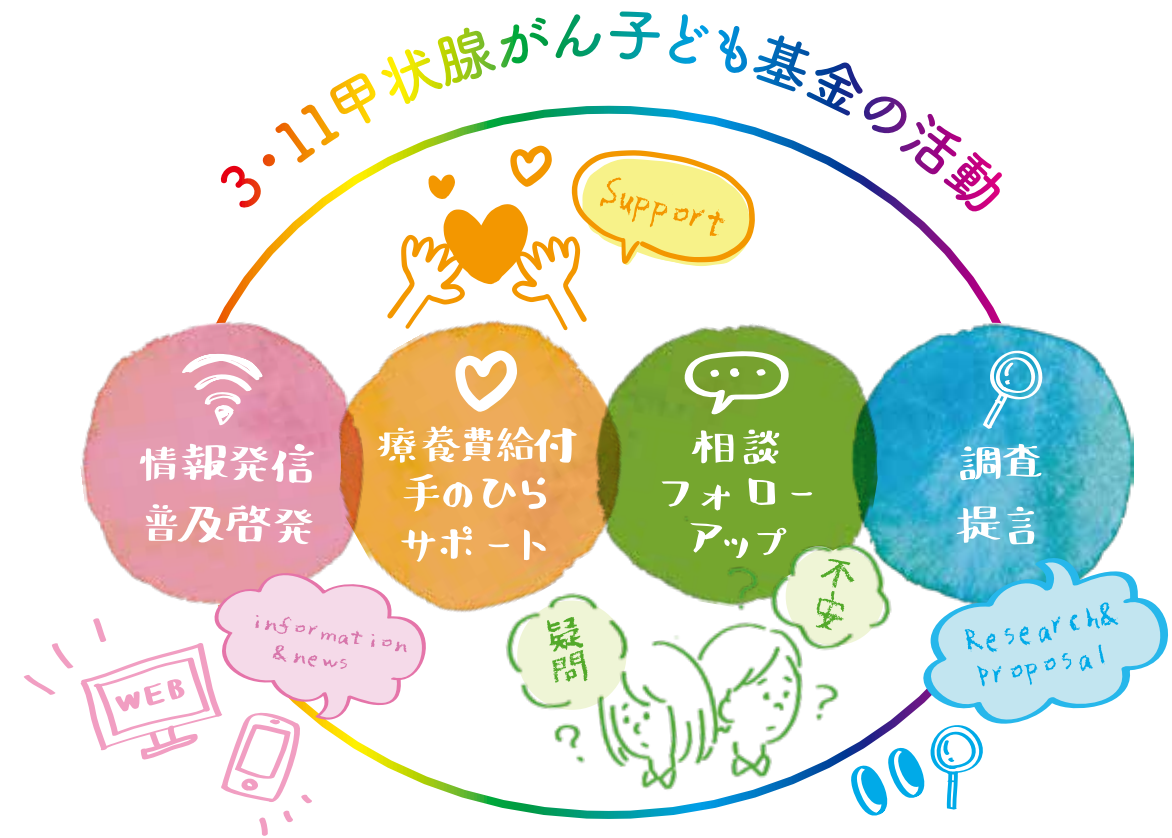 3・11甲状腺がん子ども基金の活動
Support
情報発信
普及啓発
療養費給付
手のひら
サポート
相談
フォロー
アップ
調査
提言
information
&news
WEB
疑問
?
?
不安
?
Research&
proposal